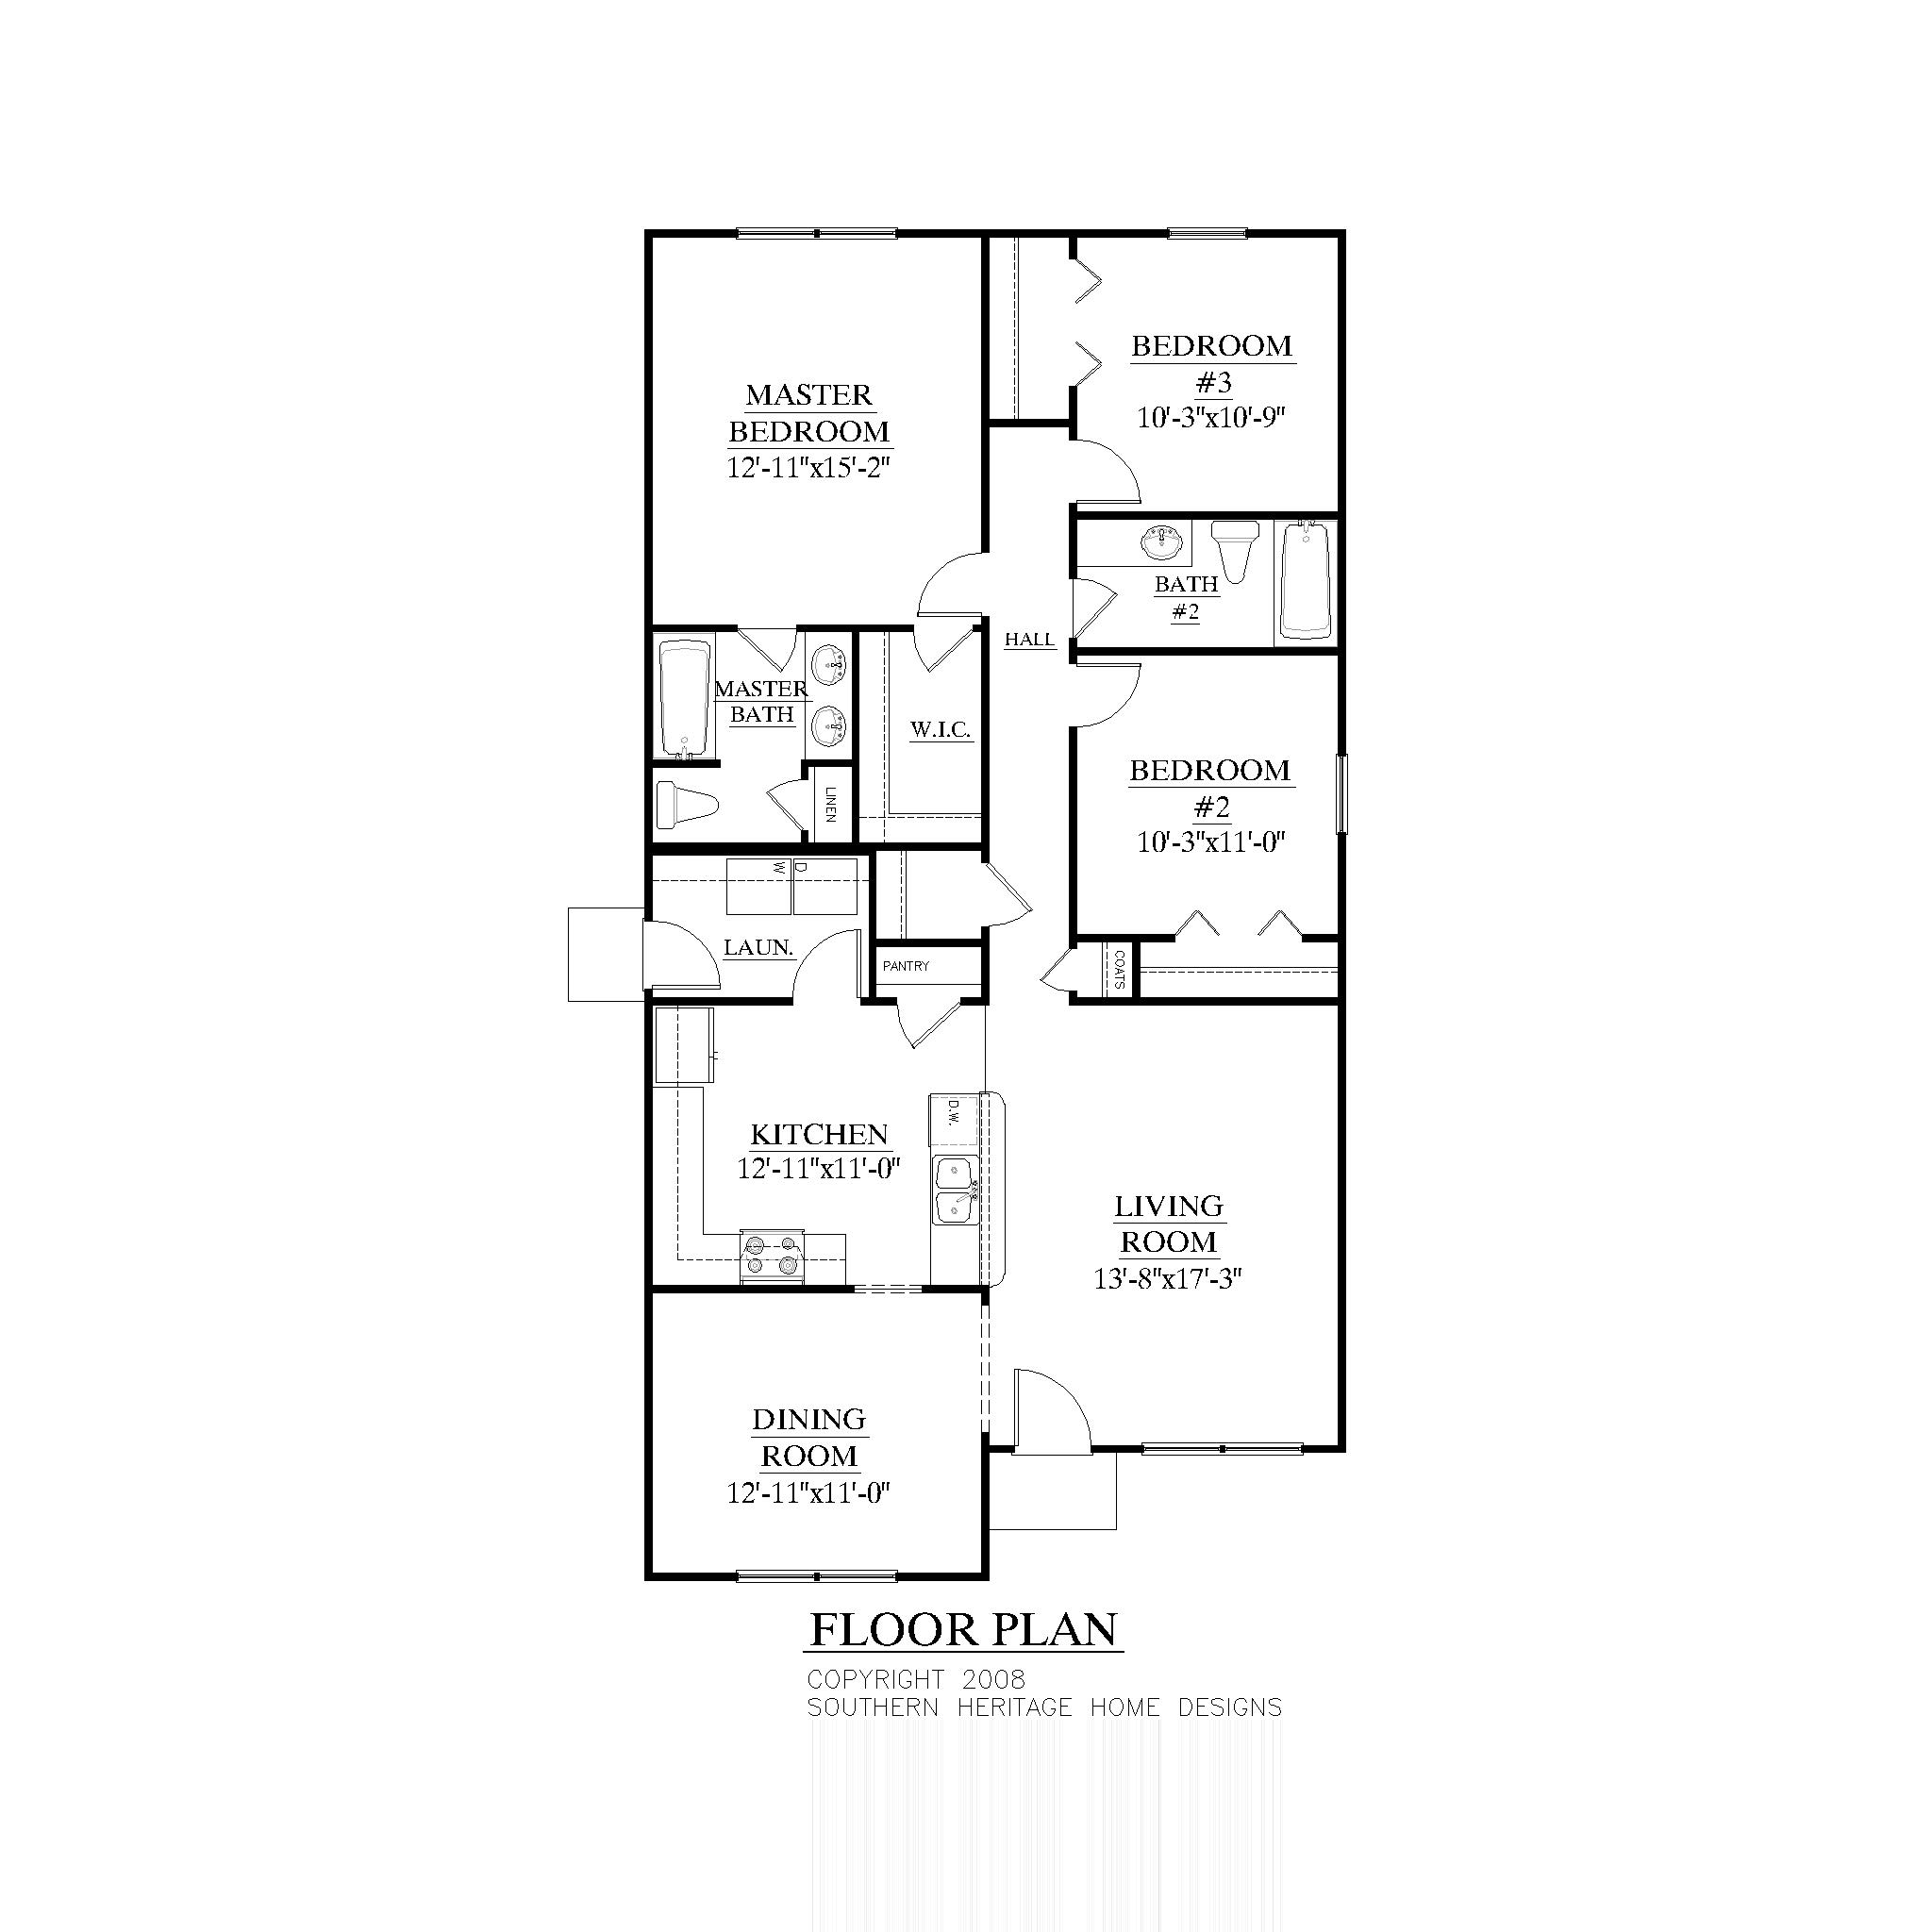 MASTER
BEDROOM
12'-11"x15'-2"
BEDROOM
#3
10'-3"x10'-9"
BATH
#2
HALL
MASTER
BATH
W.I.C.
LINEN
BEDROOM
#2
10'-3"x11'-0"
W
D
LAUN.
PANTRY
COATS
KITCHEN
12'-11"x11'-0"
D.W.
LIVING
ROOM
13'-8"x17'-3"
DINING
ROOM
12'-11"x11'-0"
FLOOR PLAN
COPYRIGHT 2008
SOUTHERN HERITAGE HOME DESIGNS